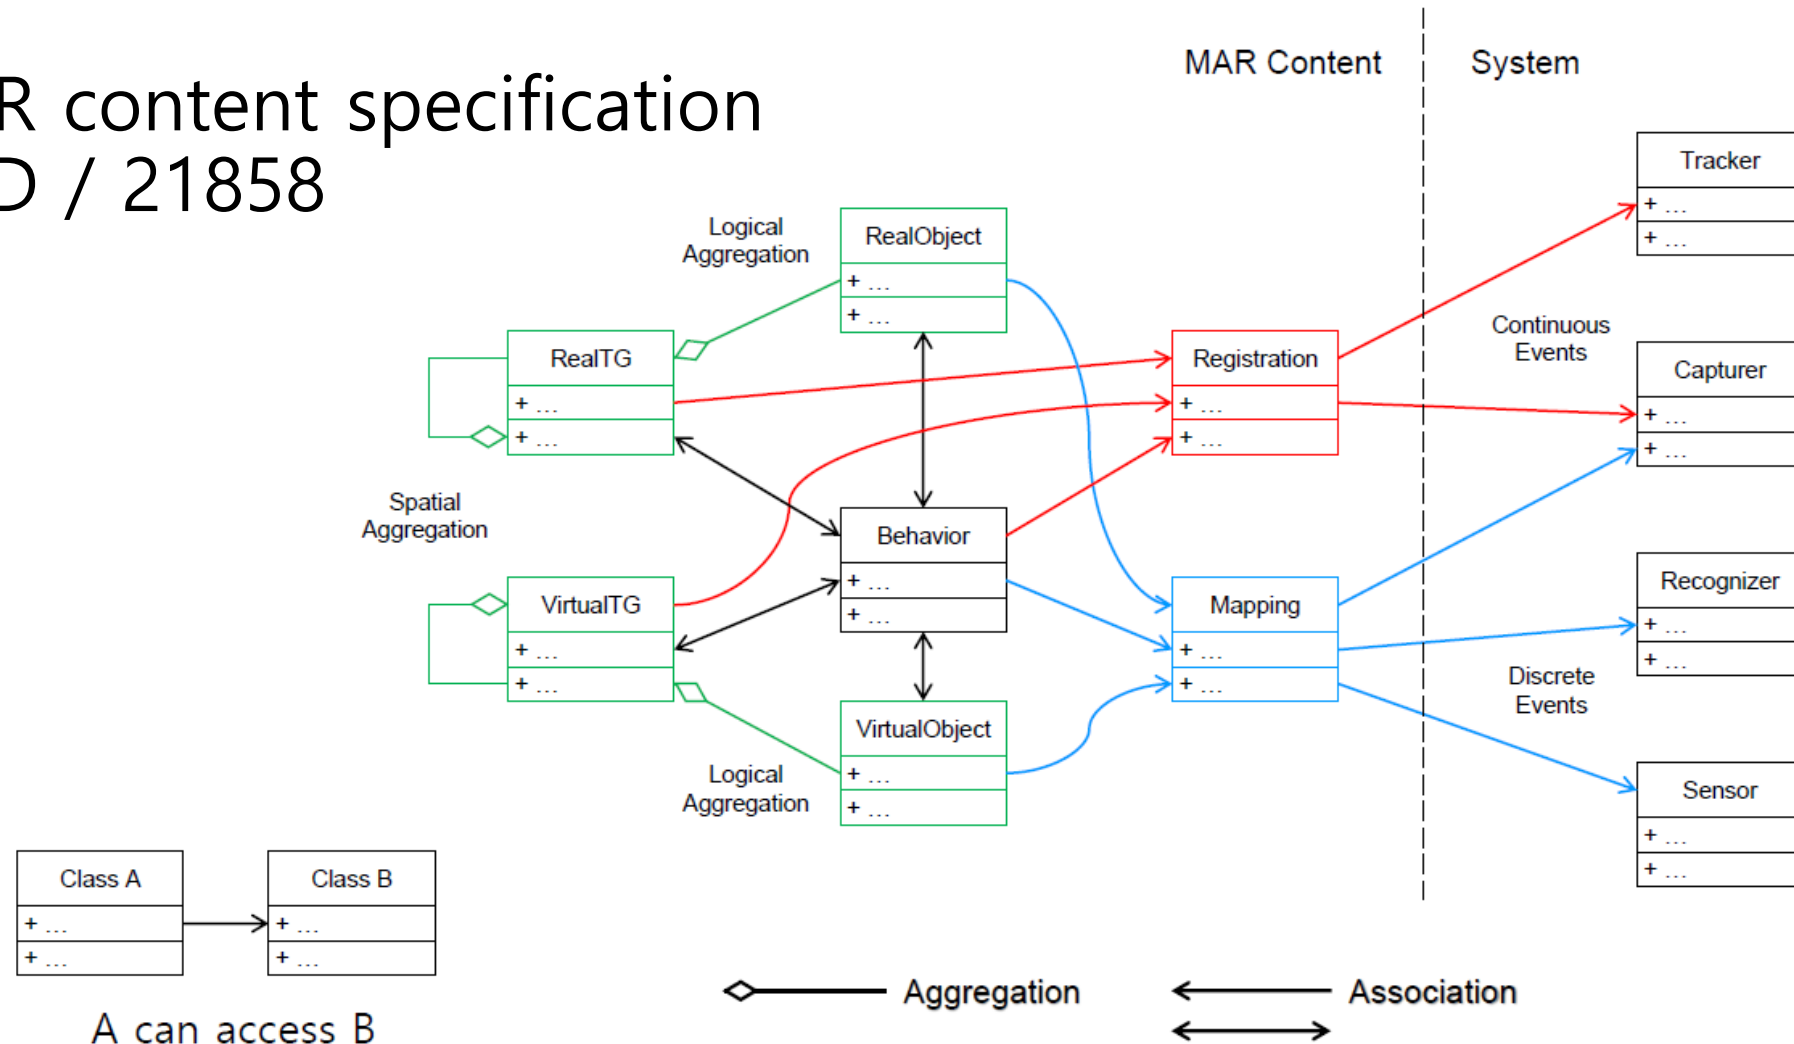 R content specification
D / 21858
MAR Content
System
Logical
Aggregation
RealObject
+ ...
+ ...
RealTG
+ ...
+ ...
Spatial
Aggregation
Behavior
+ ...
+ ...
VirtualTG
+ ...
+ ...
VirtualObject
+ ...
+ ...
Logical
Aggregation
Registration
+ ...
+ ...
Mapping
+ ...
+ ...
Tracker
+ ...
+ ...
Continuous
Events
Capturer
+ ...
+ ...
Recognizer
+ ...
+ ...
Discrete
Events
Sensor
+ ...
+ ...
Class A
+ ...
+ ...
Class B
+ ...
+ ...
A can access B
Aggregation
Association